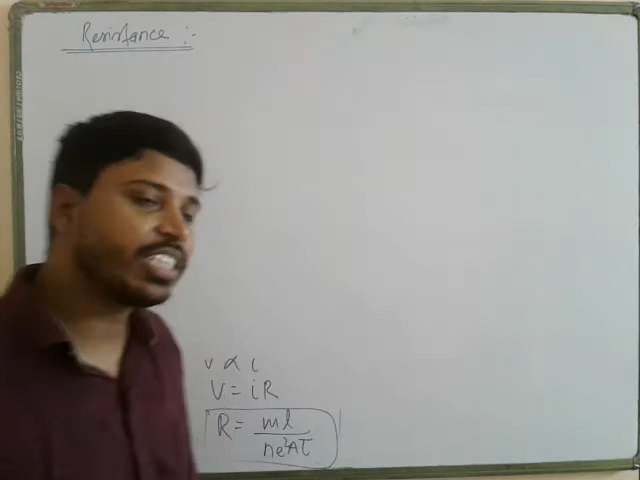 Resistance :-
v ∝ i
V = iR
R = ml / ne²Aτ